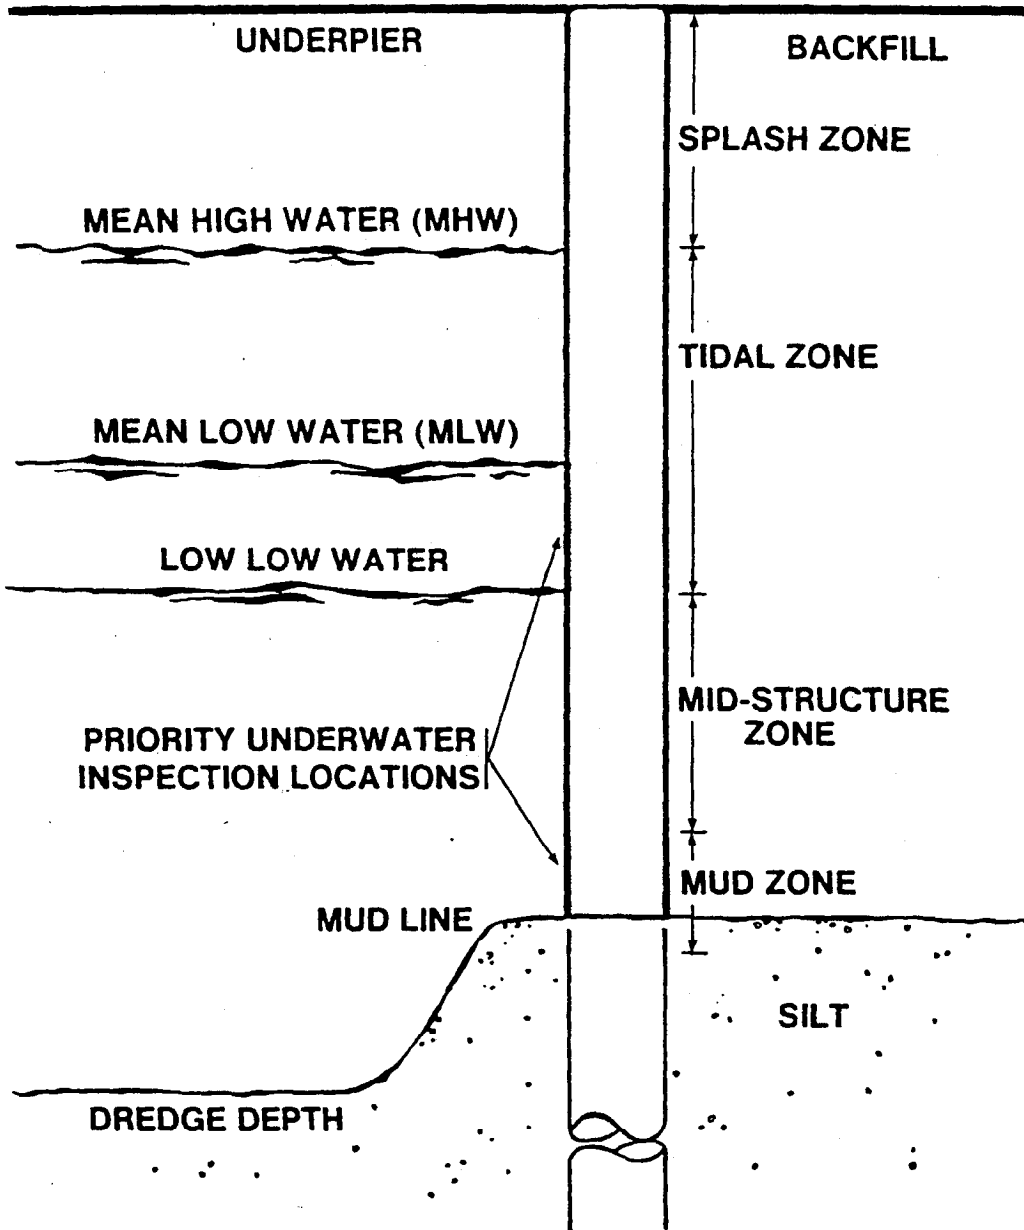 UNDERPIER
BACKFILL
SPLASH ZONE
MEAN HIGH WATER (MHW)
TIDAL ZONE
MEAN LOW WATER (MLW)
LOW LOW WATER
MID-STRUCTURE
ZONE
PRIORITY UNDERWATER
INSPECTION LOCATIONS
MUD ZONE
MUD LINE
SILT
DREDGE DEPTH